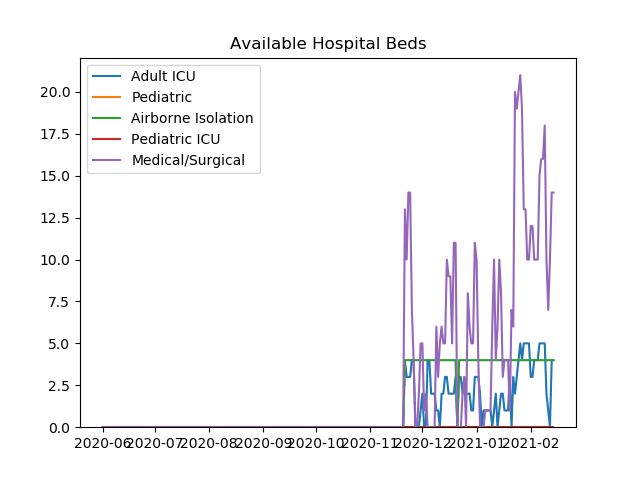 Available Hospital Beds
Adult ICU
Pediatric
Airborne Isolation
Pediatric ICU
Medical/Surgical
20.0
17.5
15.0
12.5
10.0
7.5
5.0
2.5
0.0
2020-06 2020-07 2020-08 2020-09 2020-10 2020-11 2020-12 2021-01 2021-02